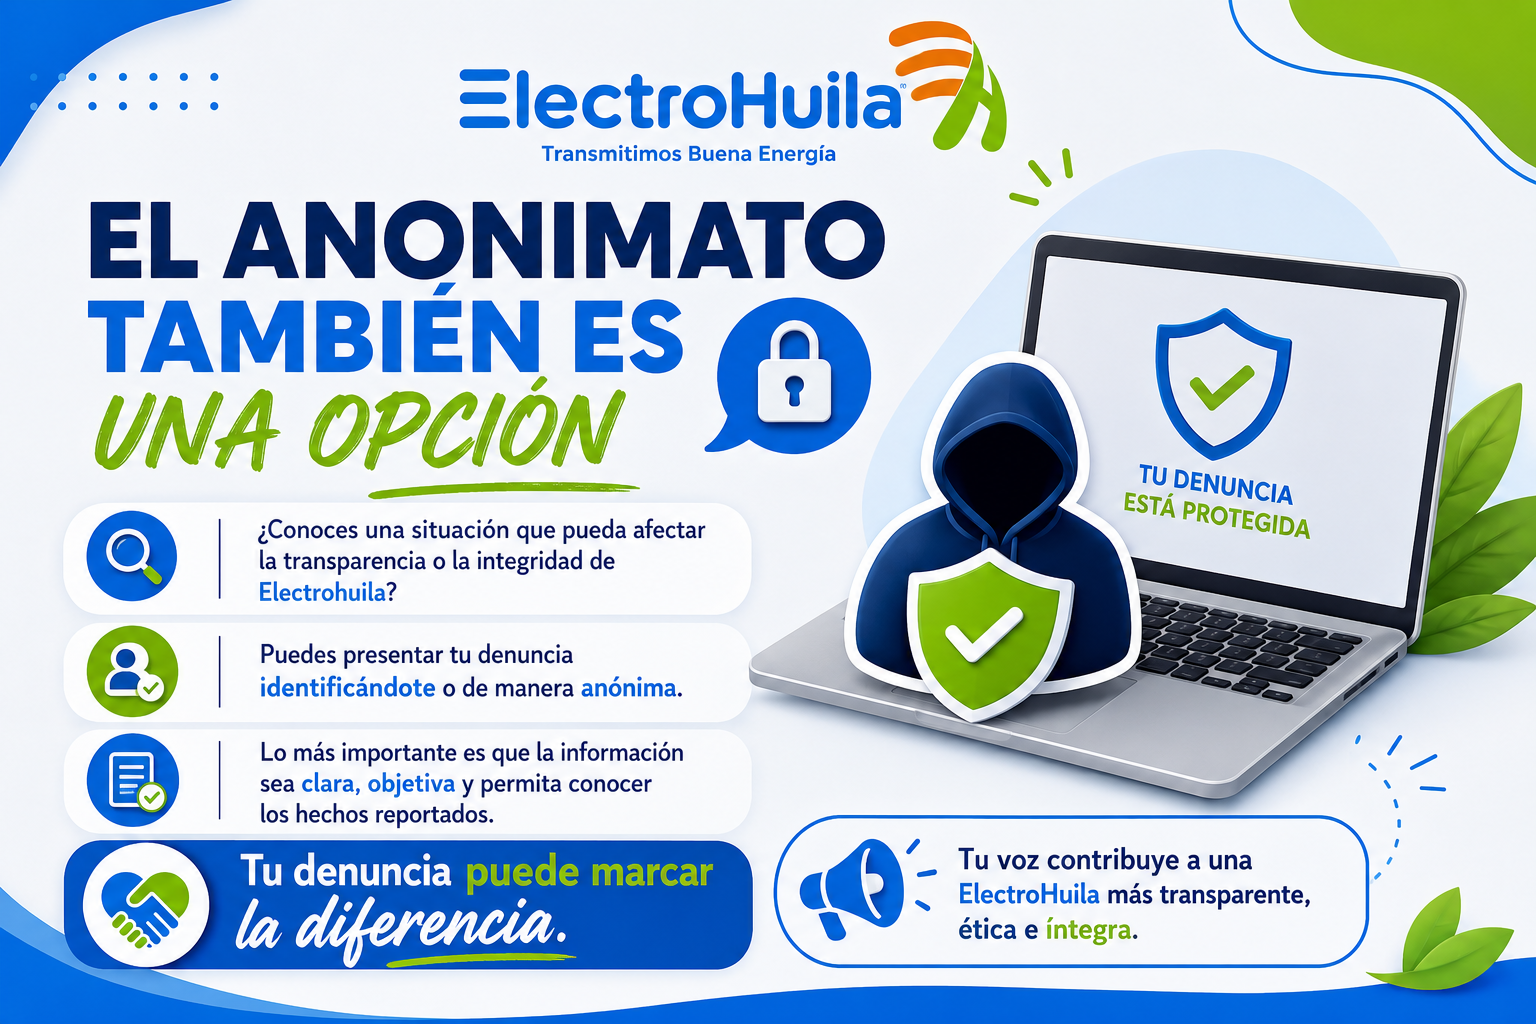 ElectroHuila
Transmitimos Buena Energía
EL ANONIMATO
TAMBIÉN ES
UNA OPCIÓN
¿Conoces una situación que pueda afectar
la transparencia o la integridad de
Electrohuila?
Puedes presentar tu denuncia
identificándote o de manera anónima.
Lo más importante es que la información
sea clara, objetiva y permita conocer
los hechos reportados.
Tu denuncia puede marcar
la diferencia.
TU DENUNCIA
ESTÁ PROTEGIDA
Tu voz contribuye a una
ElectroHuila más transparente,
ética e íntegra.